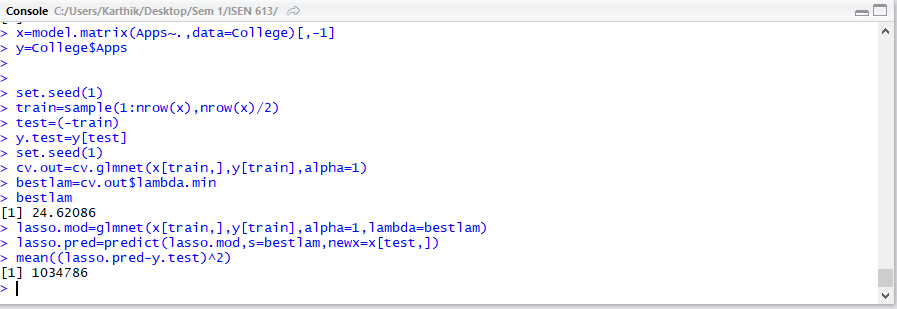 Console C:/Users/Karthik/Desktop/Sem 1/ISEN 613/
> x=model.matrix(Apps~.,data=College)[,-1]
> y=College$Apps
>
>
> set.seed(1)
> train=sample(1:nrow(x),nrow(x)/2)
> test=(-train)
> y.test=y[test]
> set.seed(1)
> cv.out=cv.glmnet(x[train,],y[train],alpha=1)
> bestlam=cv.out$lambda.min
> bestlam
[1] 24.62086
> lasso.mod=glmnet(x[train,],y[train],alpha=1,lambda=bestlam)
> lasso.pred=predict(lasso.mod,s=bestlam,newx=x[test,])
> mean((lasso.pred-y.test)^2)
[1] 1034786
>